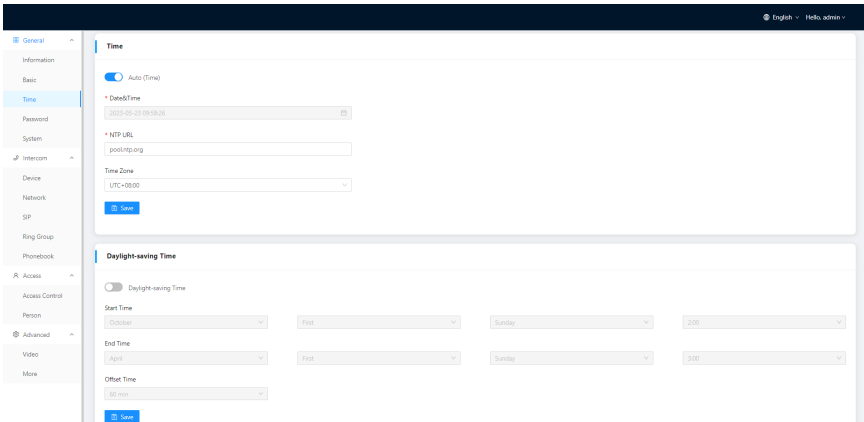 English Hello, admin
General
Information
Basic
Time
Password
System
Intercom
Device
Network
SIP
Ring Group
Phonebook
Access
Access Control
Person
Advanced
Video
More
Time
Auto (Time)
* Date&Time
2023-05-23 09:59:26
* NTP URL
pool.ntp.org
Time Zone
UTC+08:00
Save
Daylight-saving Time
Daylight-saving Time
Start Time
October First Sunday 2:00
End Time
April First Sunday 3:00
Offset Time
60 min
Save